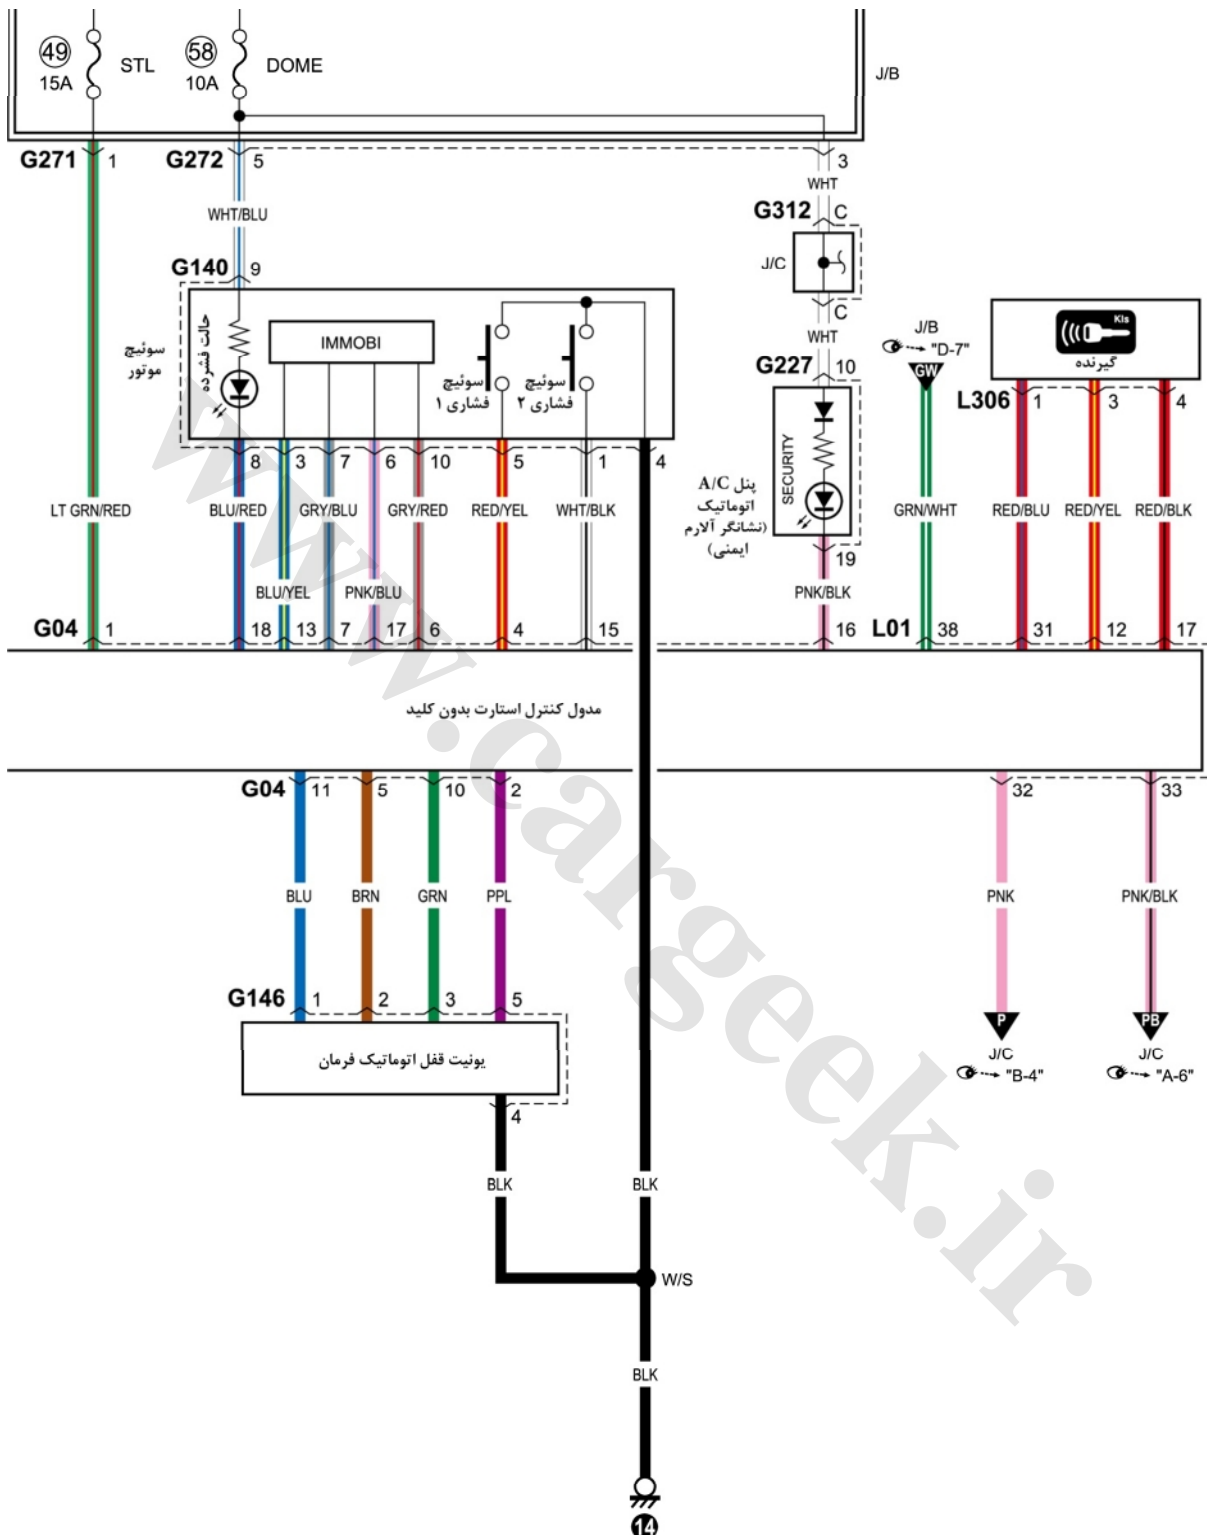 49
15A
STL
58
10A
DOME
J/B
G271 1
G272 5
3
WHT
WHT/BLU
G312 C
J/C
C
WHT
G140 9
سوئیچ
موتور
حالت فشرده
IMMOBI
سوئیچ
فشاری ۱
سوئیچ
فشاری ۲
G227 10
SECURITY
پنل A/C
اتوماتیک
(نشانگر آلارم
ایمنی)
J/B
"D-7"
GW
KIs
گیرنده
L306 1 3 4
8 3 7 6 10 5 1 4
19
LT GRN/RED BLU/RED GRY/BLU GRY/RED RED/YEL WHT/BLK GRN/WHT RED/BLU RED/YEL RED/BLK
BLU/YEL PNK/BLU PNK/BLK
G04 1 18 13 7 17 6 4 15 16 L01 38 31 12 17
مدول کنترل استارت بدون کلید
G04 11 5 10 2 32 33
BLU BRN GRN PPL PNK PNK/BLK
G146 1 2 3 5
یونیت قفل اتوماتیک فرمان
4
P
J/C
"B-4"
PB
J/C
"A-6"
BLK BLK
W/S
BLK
14
www.cargeek.ir